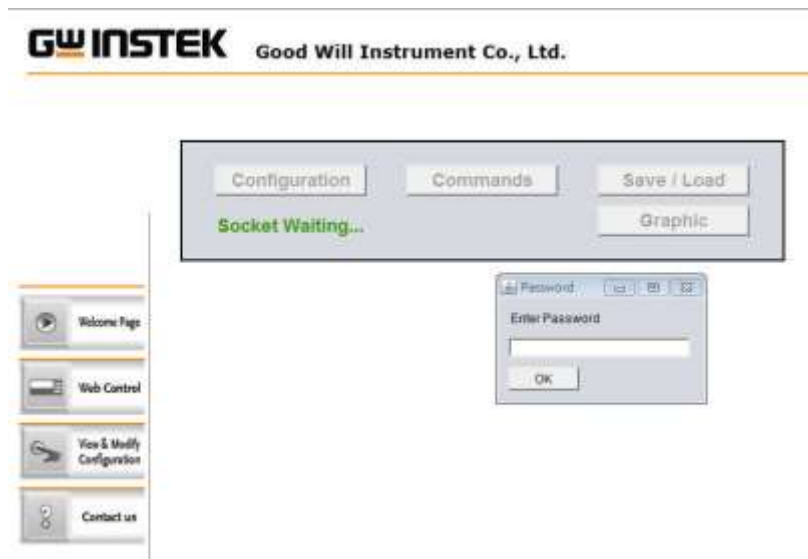 GW INSTEK Good Will Instrument Co., Ltd.
Configuration Commands Save / Load
Socket Waiting... Graphic
Password
Enter Password
OK
Welcome Page
Web Control
View & Modify
Configuration
Contact us